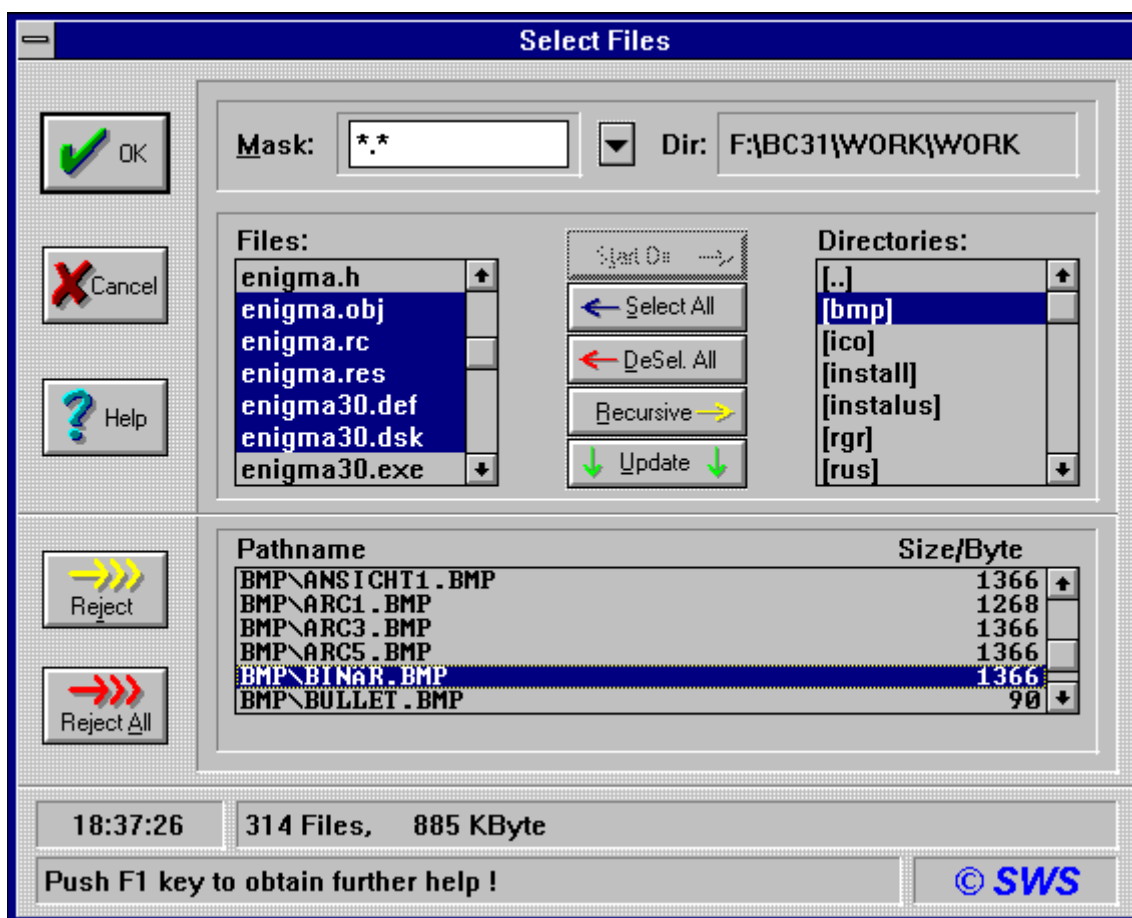 Select Files
OK
Mask: *.* Dir: F:\BC31\WORK\WORK
Cancel
Help
Files:
enigma.h
enigma.obj
enigma.rc
enigma.res
enigma30.def
enigma30.dsk
enigma30.exe
Select All
DeSel. All
Recursive
Update
Directories:
[..]
[bmp]
[ico]
[install]
[instalus]
[rgr]
[rus]
Reject
Reject All
Pathname Size/Byte
BMP\ANSICHT1.BMP 1366
BMP\ARC1.BMP 1268
BMP\ARC3.BMP 1366
BMP\ARC5.BMP 1366
BMP\BINäR.BMP 1366
BMP\BULLET.BMP 90
18:37:26 314 Files, 885 KByte
Push F1 key to obtain further help ! © SWS